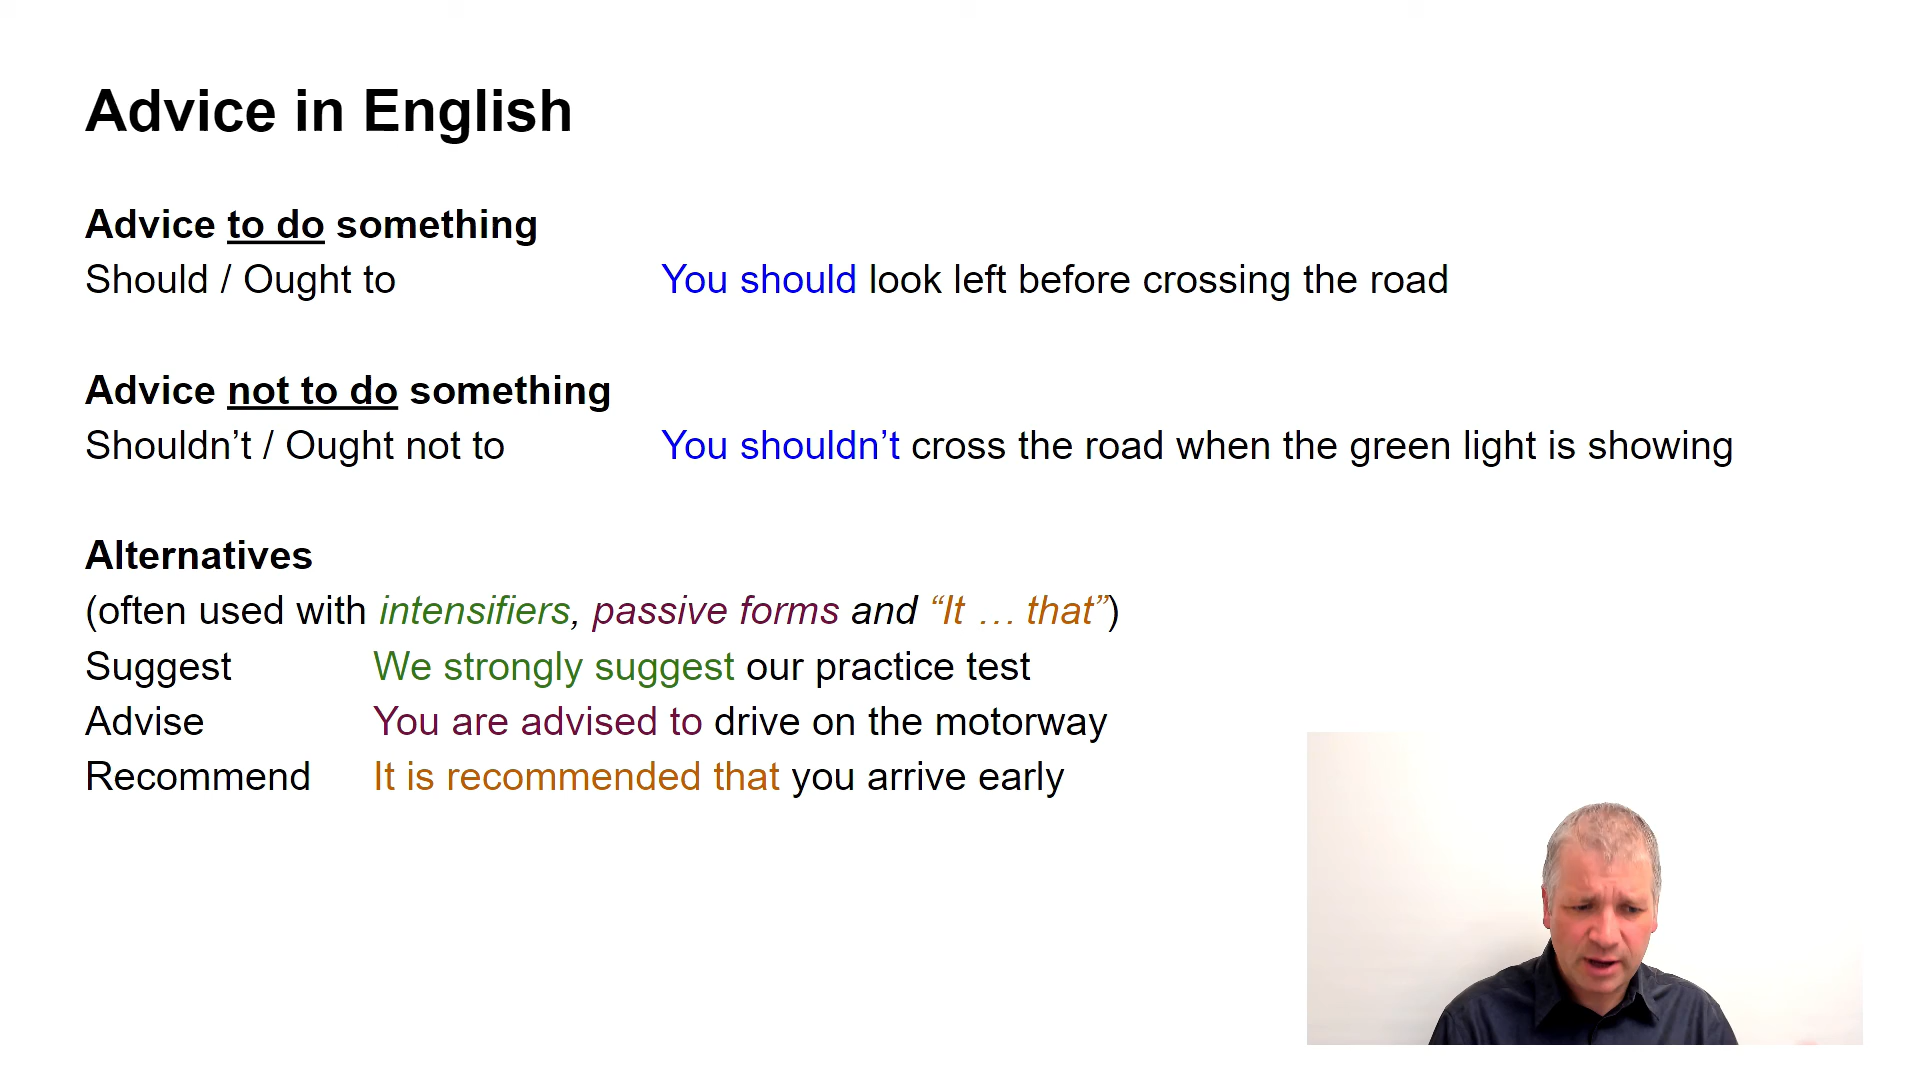 Advice in English
Advice to do something
Should / Ought to You should look left before crossing the road
Advice not to do something
Shouldn’t / Ought not to You shouldn’t cross the road when the green light is showing
Alternatives
(often used with intensifiers, passive forms and “It … that”)
Suggest We strongly suggest our practice test
Advise You are advised to drive on the motorway
Recommend It is recommended that you arrive early